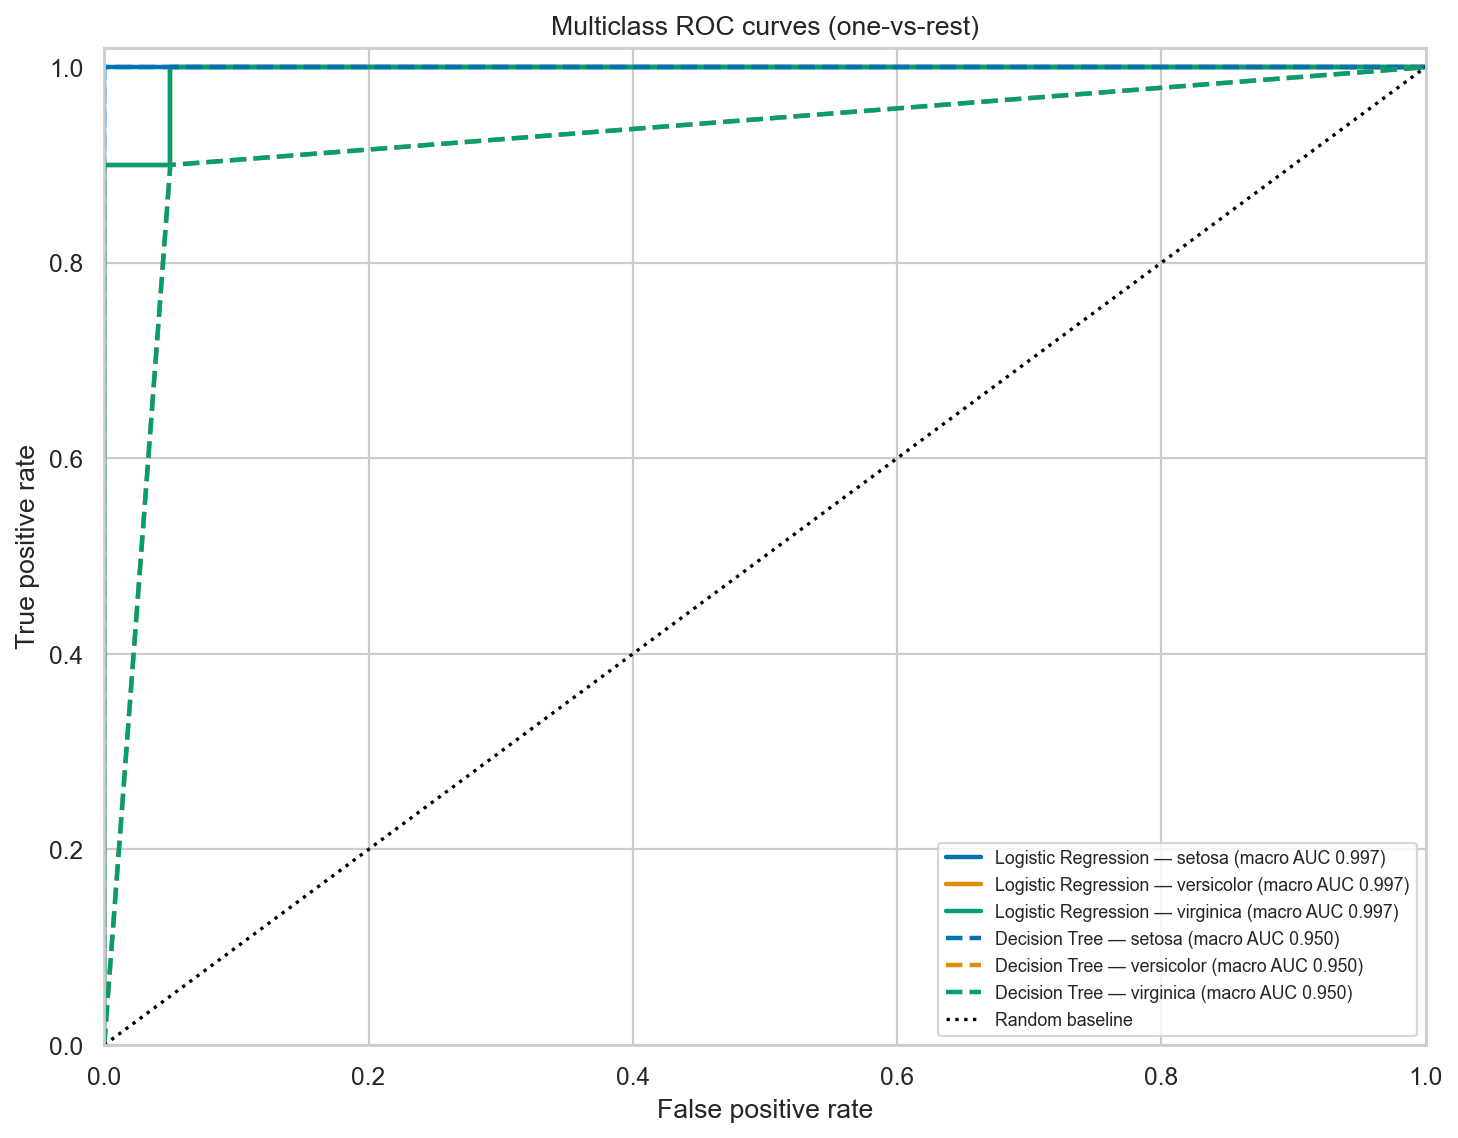 Multiclass ROC curves (one-vs-rest)
1.0
0.8
0.6
0.4
0.2
0.0
True positive rate
0.0 0.2 0.4 0.6 0.8 1.0
False positive rate
Logistic Regression — setosa (macro AUC 0.997)
Logistic Regression — versicolor (macro AUC 0.997)
Logistic Regression — virginica (macro AUC 0.997)
Decision Tree — setosa (macro AUC 0.950)
Decision Tree — versicolor (macro AUC 0.950)
Decision Tree — virginica (macro AUC 0.950)
Random baseline